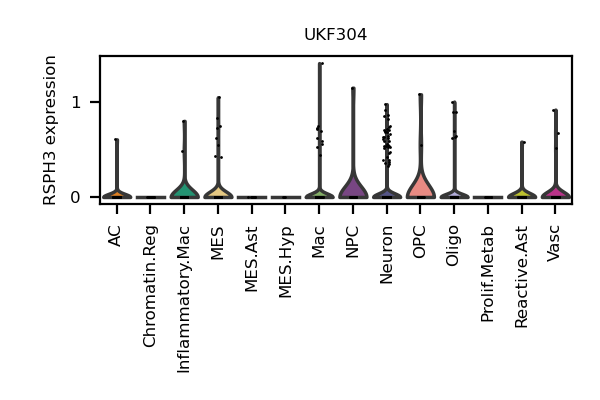 UKF304
RSPH3 expression
1
0
AC
Chromatin.Reg
Inflammatory.Mac
MES
MES.Ast
MES.Hyp
Mac
NPC
Neuron
OPC
Oligo
Prolif.Metab
Reactive.Ast
Vasc